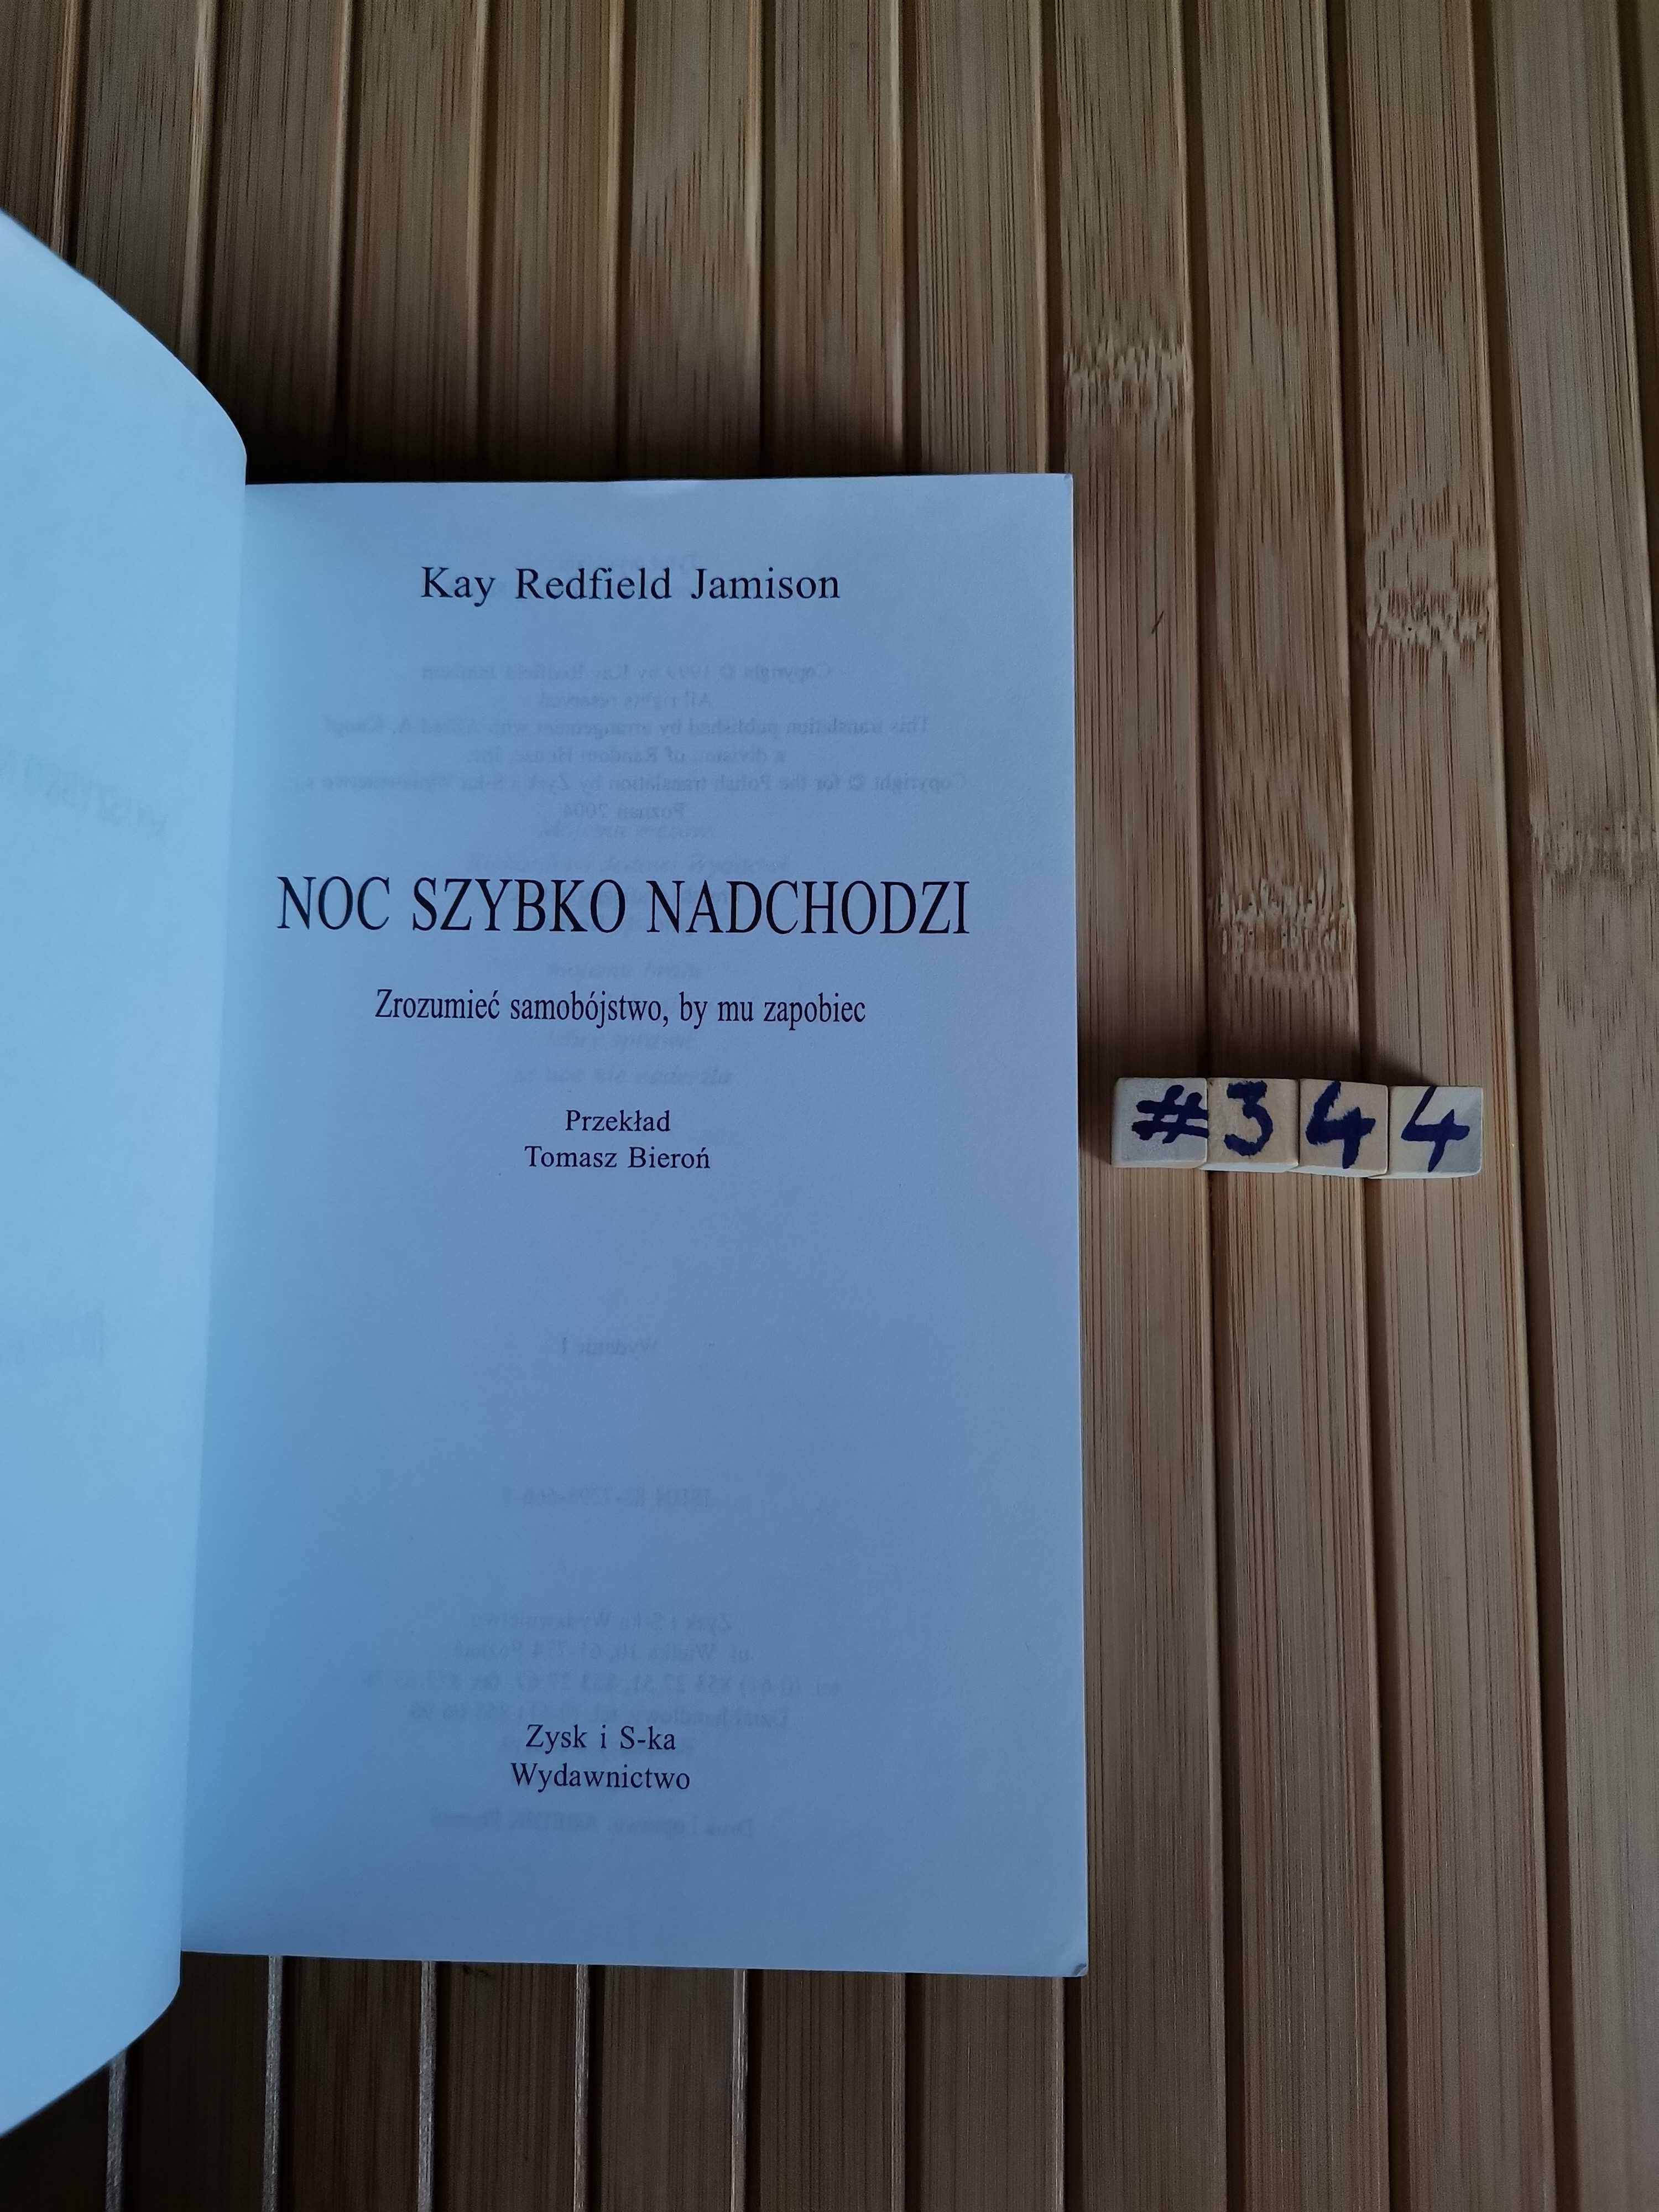 Kay Redfield Jamison
NOC SZYBKO NADCHODZI
Zrozumieć samobójstwo, by mu zapobiec
Przekład
Tomasz Bieroń
#344
Zysk i S-ka
Wydawnictwo